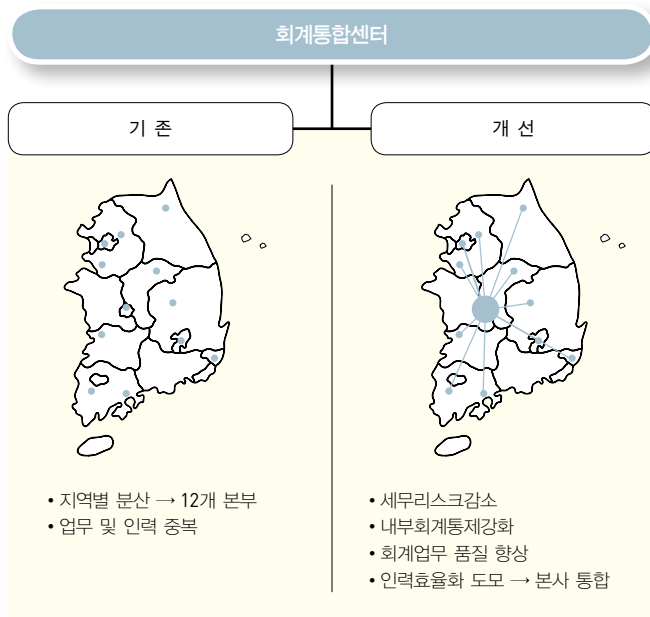 회계통합센터
기 존
개 선
• 지역별 분산 → 12개 본부
• 업무 및 인력 중복
• 세무리스크감소
• 내부회계통제강화
• 회계업무 품질 향상
• 인력효율화 도모 → 본사 통합